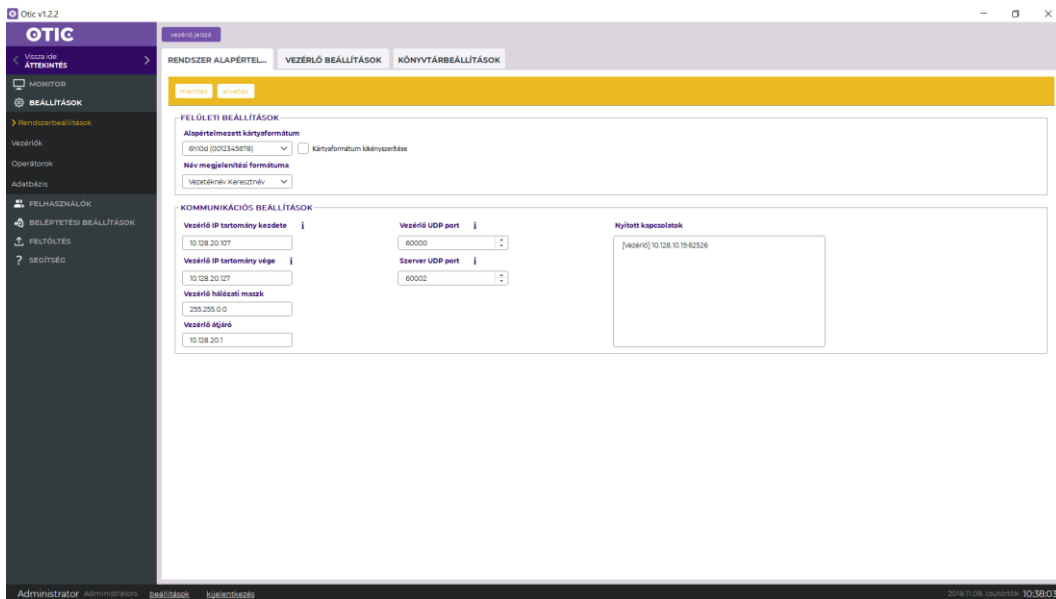 Otic v1.2.2
OTIC
vezérlő jelszó
Vissza ide:
ÁTTEKINTÉS
MONITOR
BEÁLLÍTÁSOK
Rendszerbeállítások
Vezérlők
Operátorok
Adatbázis
FELHASZNÁLÓK
BELÉPTETÉSI BEÁLLÍTÁSOK
FELTÖLTÉS
SEGÍTSÉG
RENDSZER ALAPÉRTEL... VEZÉRLŐ BEÁLLÍTÁSOK KÖNYVTÁRBEÁLLÍTÁSOK
mentés elvetés
FELÜLETI BEÁLLÍTÁSOK
Alapértelmezett kártyaformátum
6h10d (0012345678) Kártyaformátum kikényszerítése
Név megjelenítési formátuma
Vezetéknév Keresztnév
KOMMUNIKÁCIÓS BEÁLLÍTÁSOK
Vezérlő IP tartomány kezdete i
10.128.20.107
Vezérlő IP tartomány vége i
10.128.20.127
Vezérlő hálózati maszk
255.255.0.0
Vezérlő átjáró
10.128.20.1
Vezérlő UDP port i
60000
Szerver UDP port i
60002
Nyitott kapcsolatok
[Vezérlő] 10.128.10.19:62526
Administrator Administrators beállítások kijelentkezés
2018.11.08. csütörtök 10:38:03